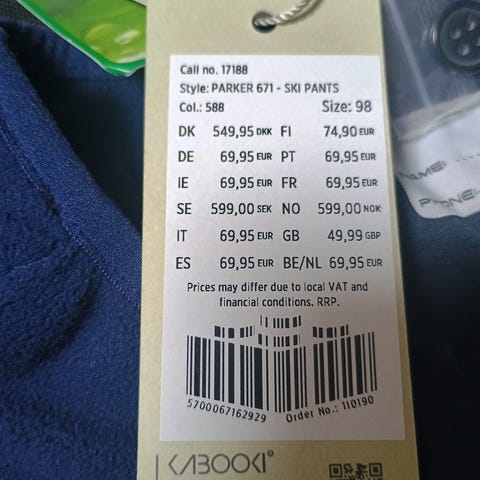 Call no. 17188
Style: PARKER 671 - SKI PANTS
Col.: 588 Size: 98
DK 549,95 DKK FI 74,90 EUR
DE 69,95 EUR PT 69,95 EUR
IE 69,95 EUR FR 69,95 EUR
SE 599,00 SEK NO 599,00 NOK
IT 69,95 EUR GB 49,99 GBP
ES 69,95 EUR BE/NL 69,95 EUR
Prices may differ due to local VAT and
financial conditions. RRP.
5700067162929 Order No.: 110190
KABOOKI®
NAME:
PHONE: